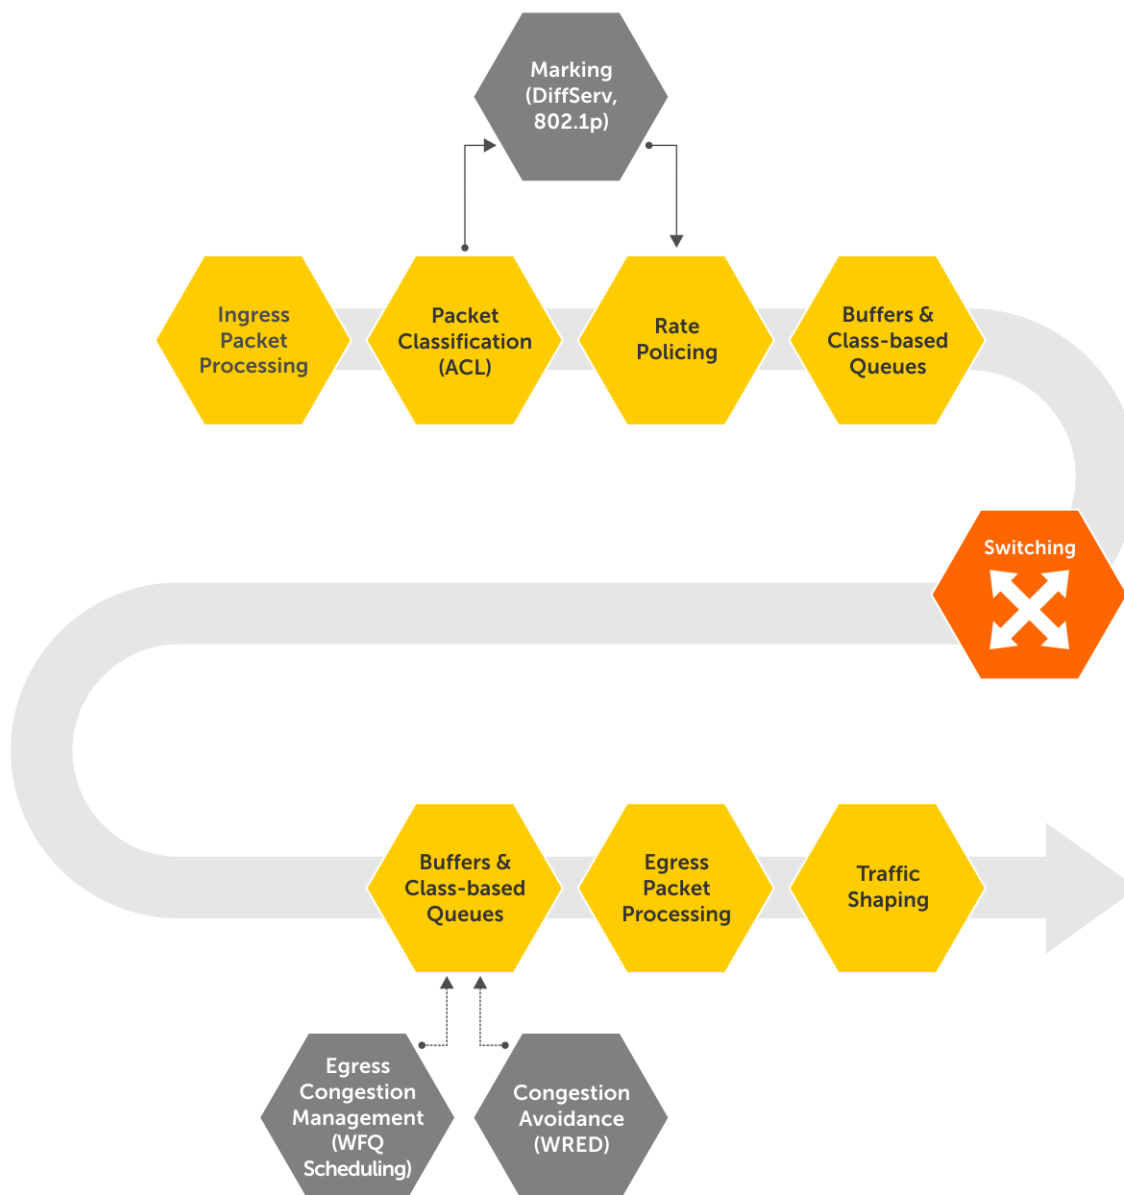 Marking
(DiffServ,
802.1p)
Ingress
Packet
Processing
Packet
Classification
(ACL)
Rate
Policing
Buffers &
Class-based
Queues
Switching
Buffers &
Class-based
Queues
Egress
Packet
Processing
Traffic
Shaping
Egress
Congestion
Management
(WFQ
Scheduling)
Congestion
Avoidance
(WRED)